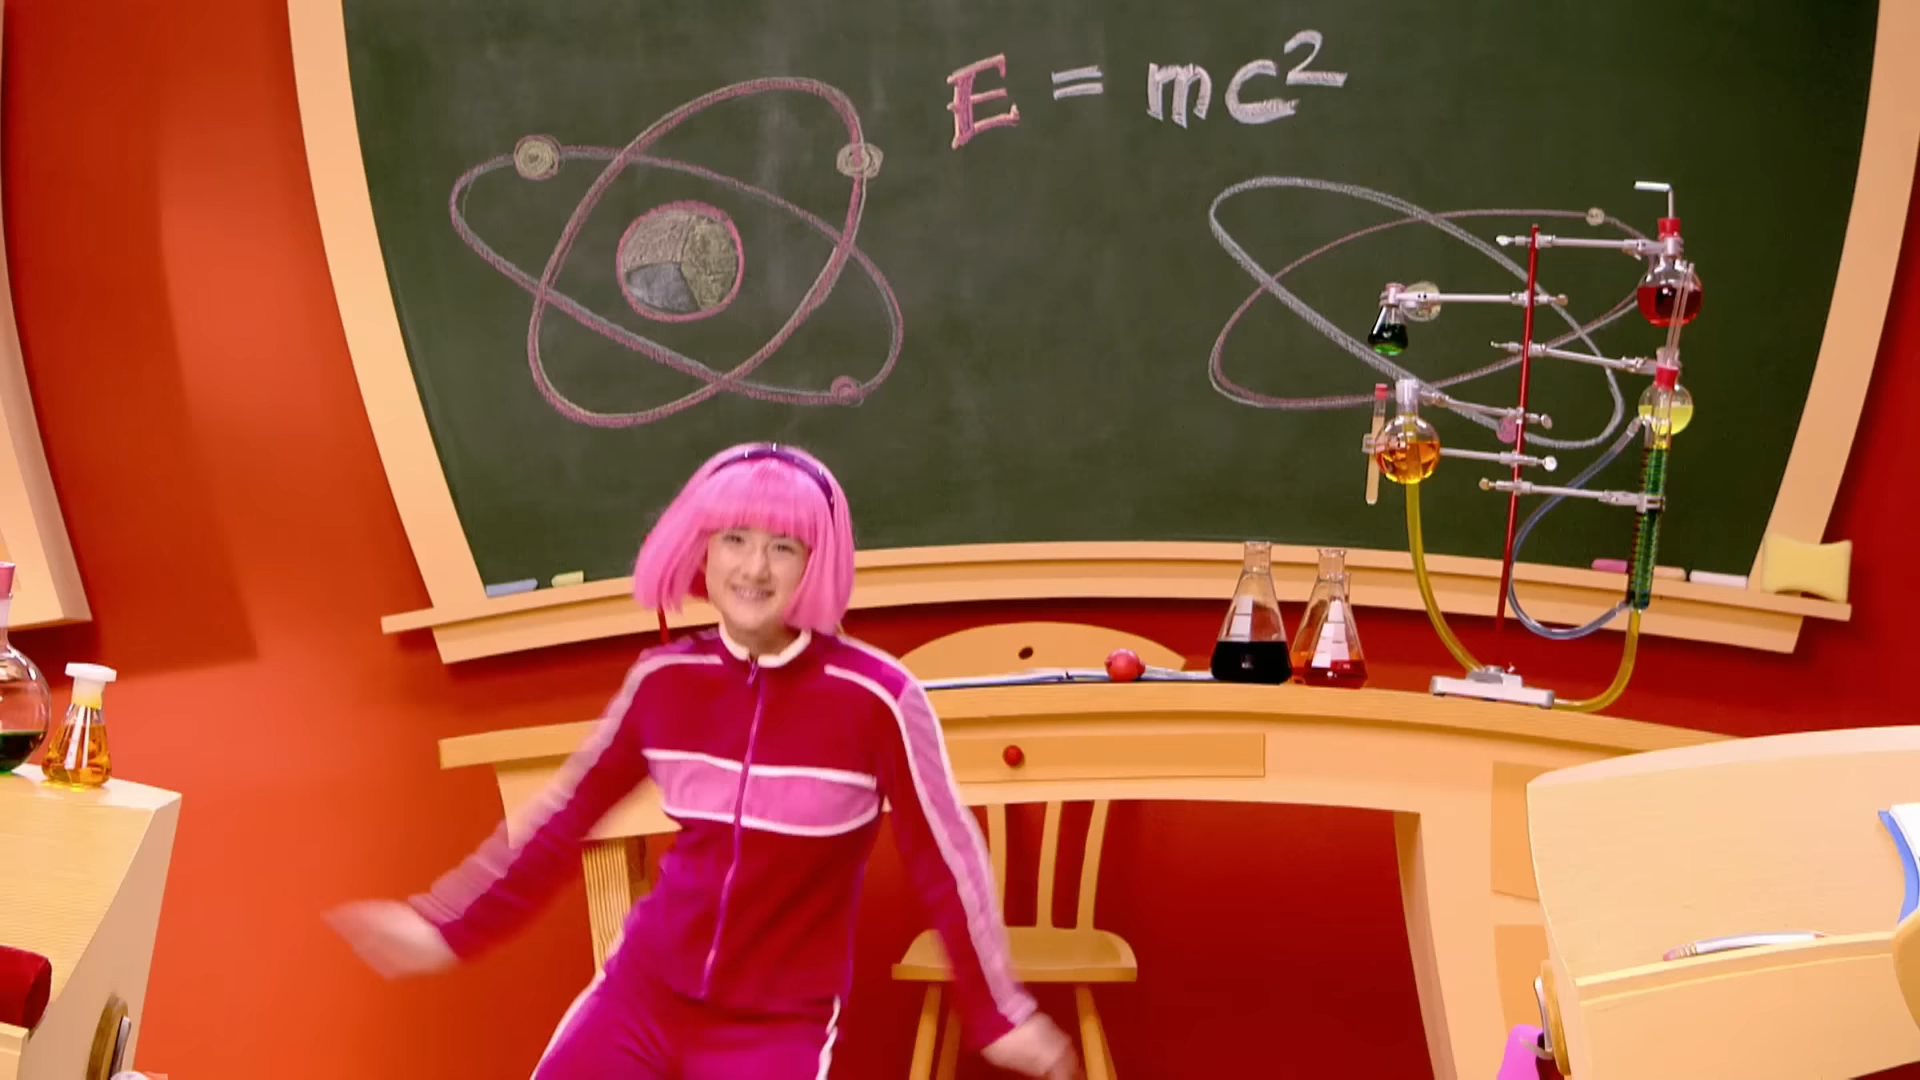 E = mc²